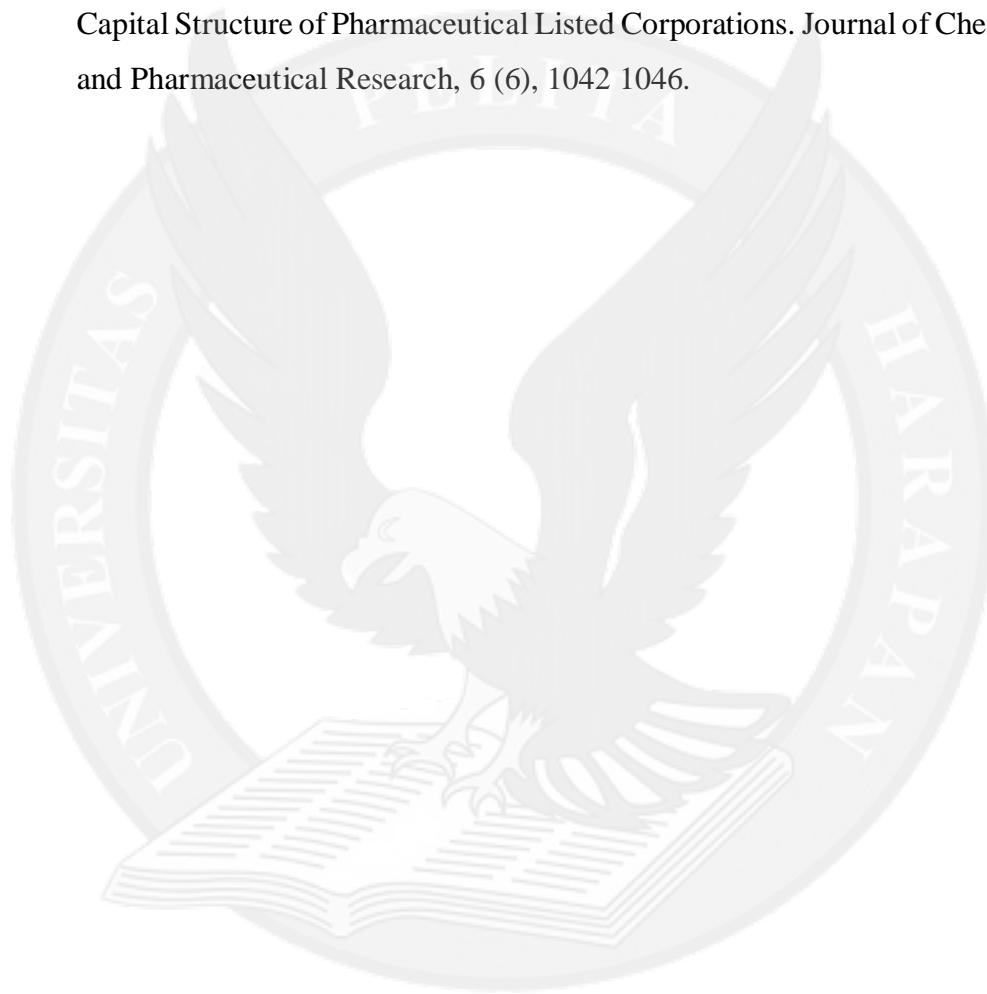 Capital Structure of Pharmaceutical Listed Corporations. Journal of Che
and Pharmaceutical Research, 6 (6), 1042 1046.
UNIVERSITAS PELITA HARAPAN